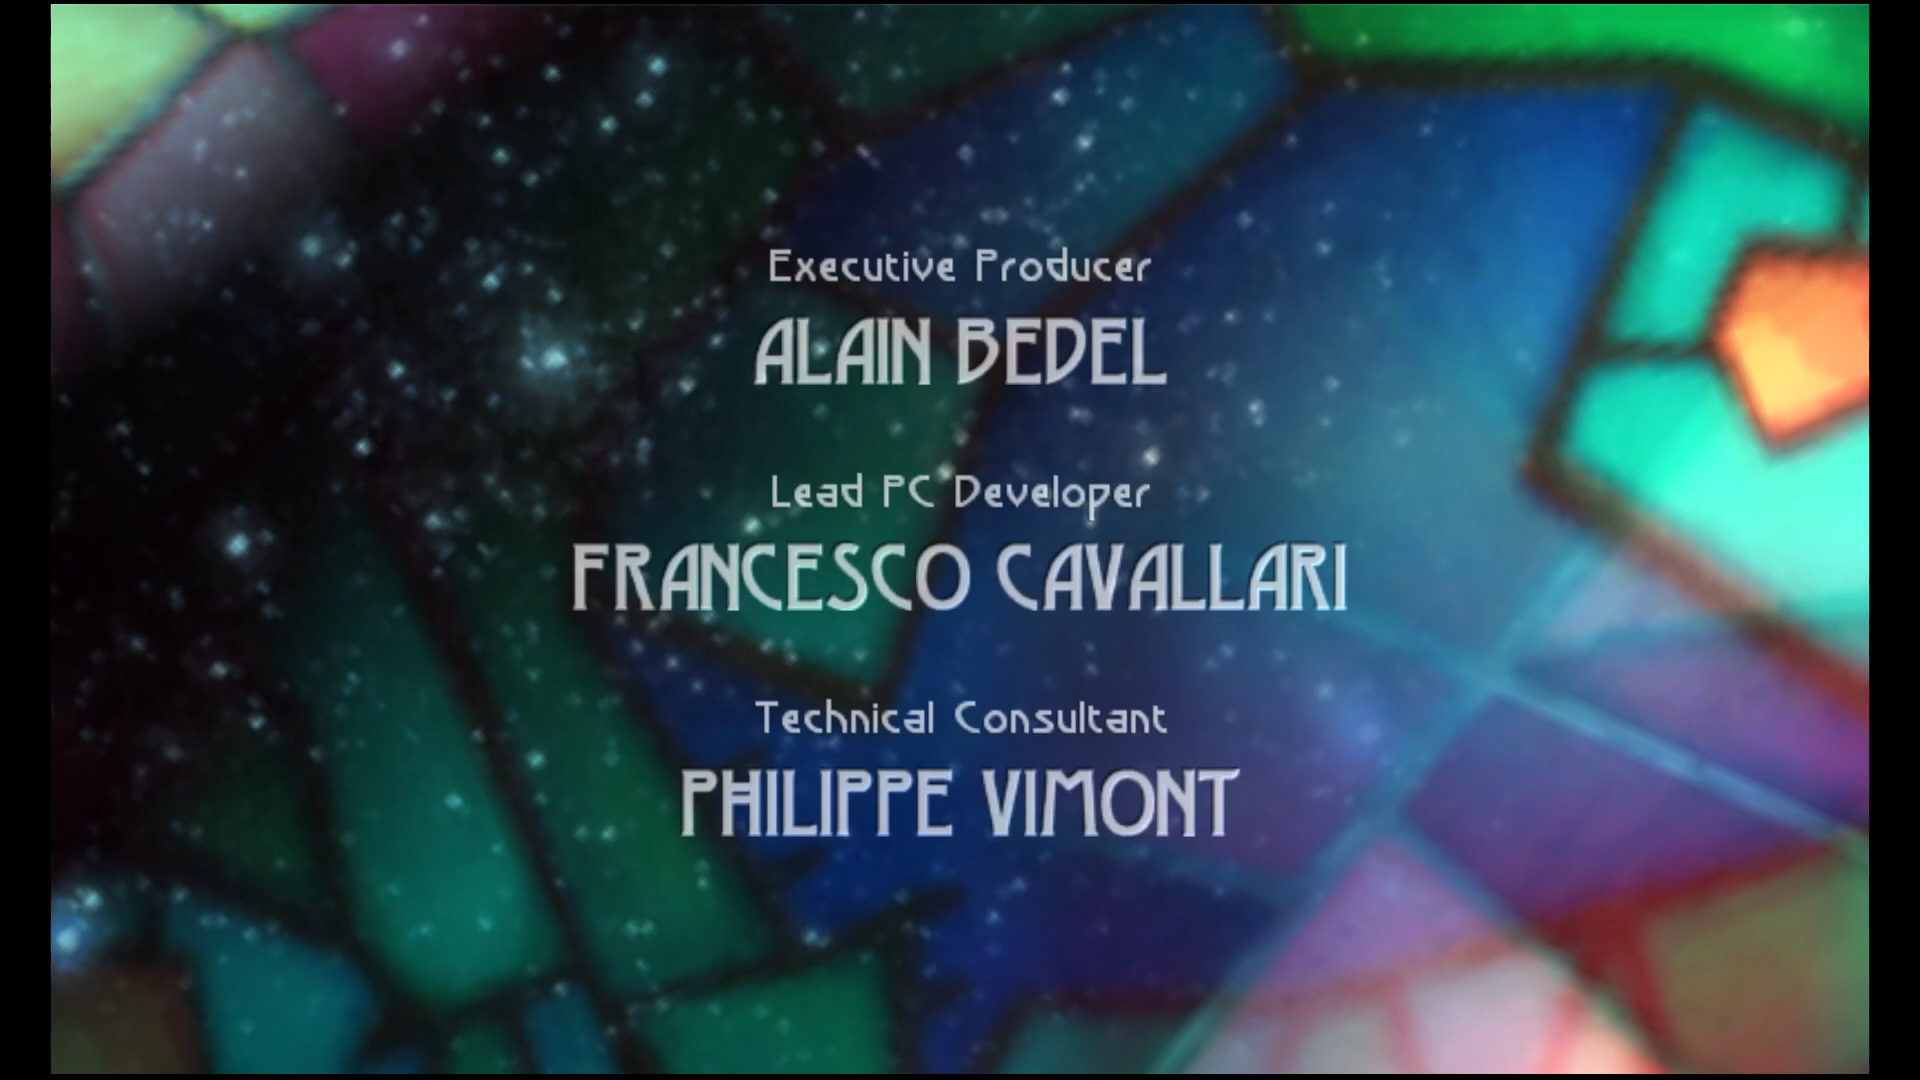 Executive Producer
ALAIN BEDEL
Lead PC Developer
FRANCESCO CAVALLARI
Technical Consultant
PHILIPPE VIMONT